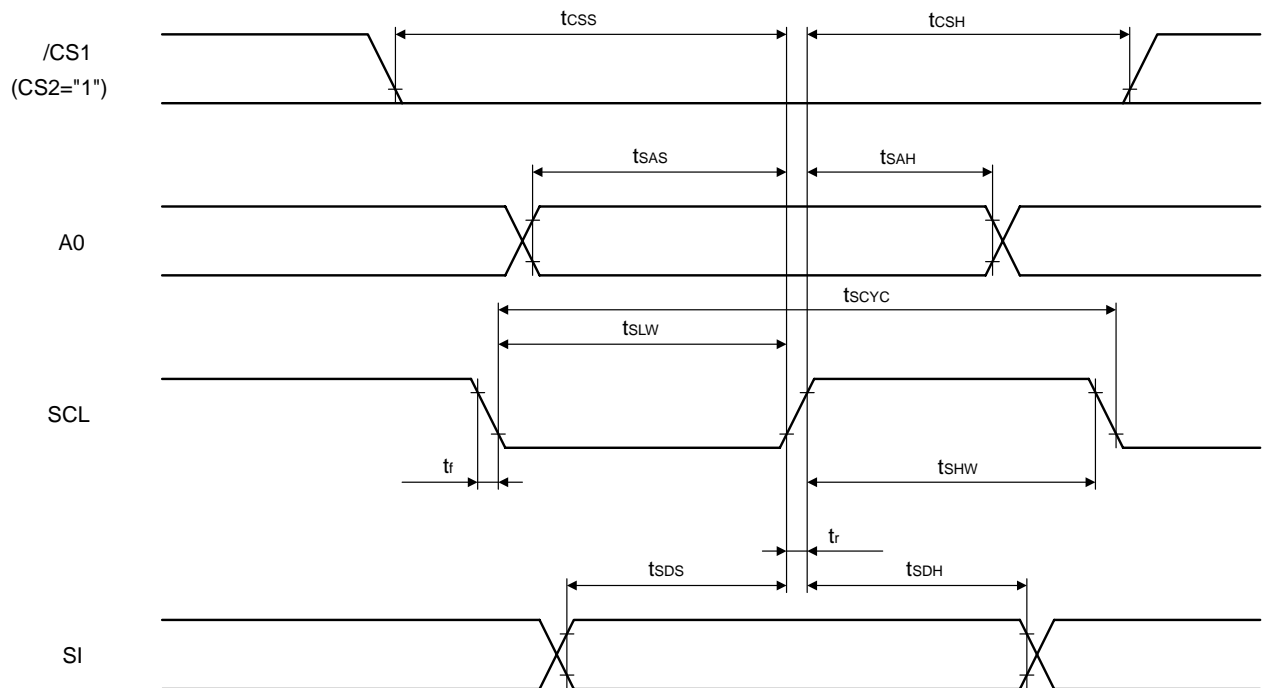 tCSS
tCSH
/CS1
(CS2="1")
tSAS
tSAH
A0
tSCYC
tSLW
SCL
tf
tSHW
tr
tSDS
tSDH
SI